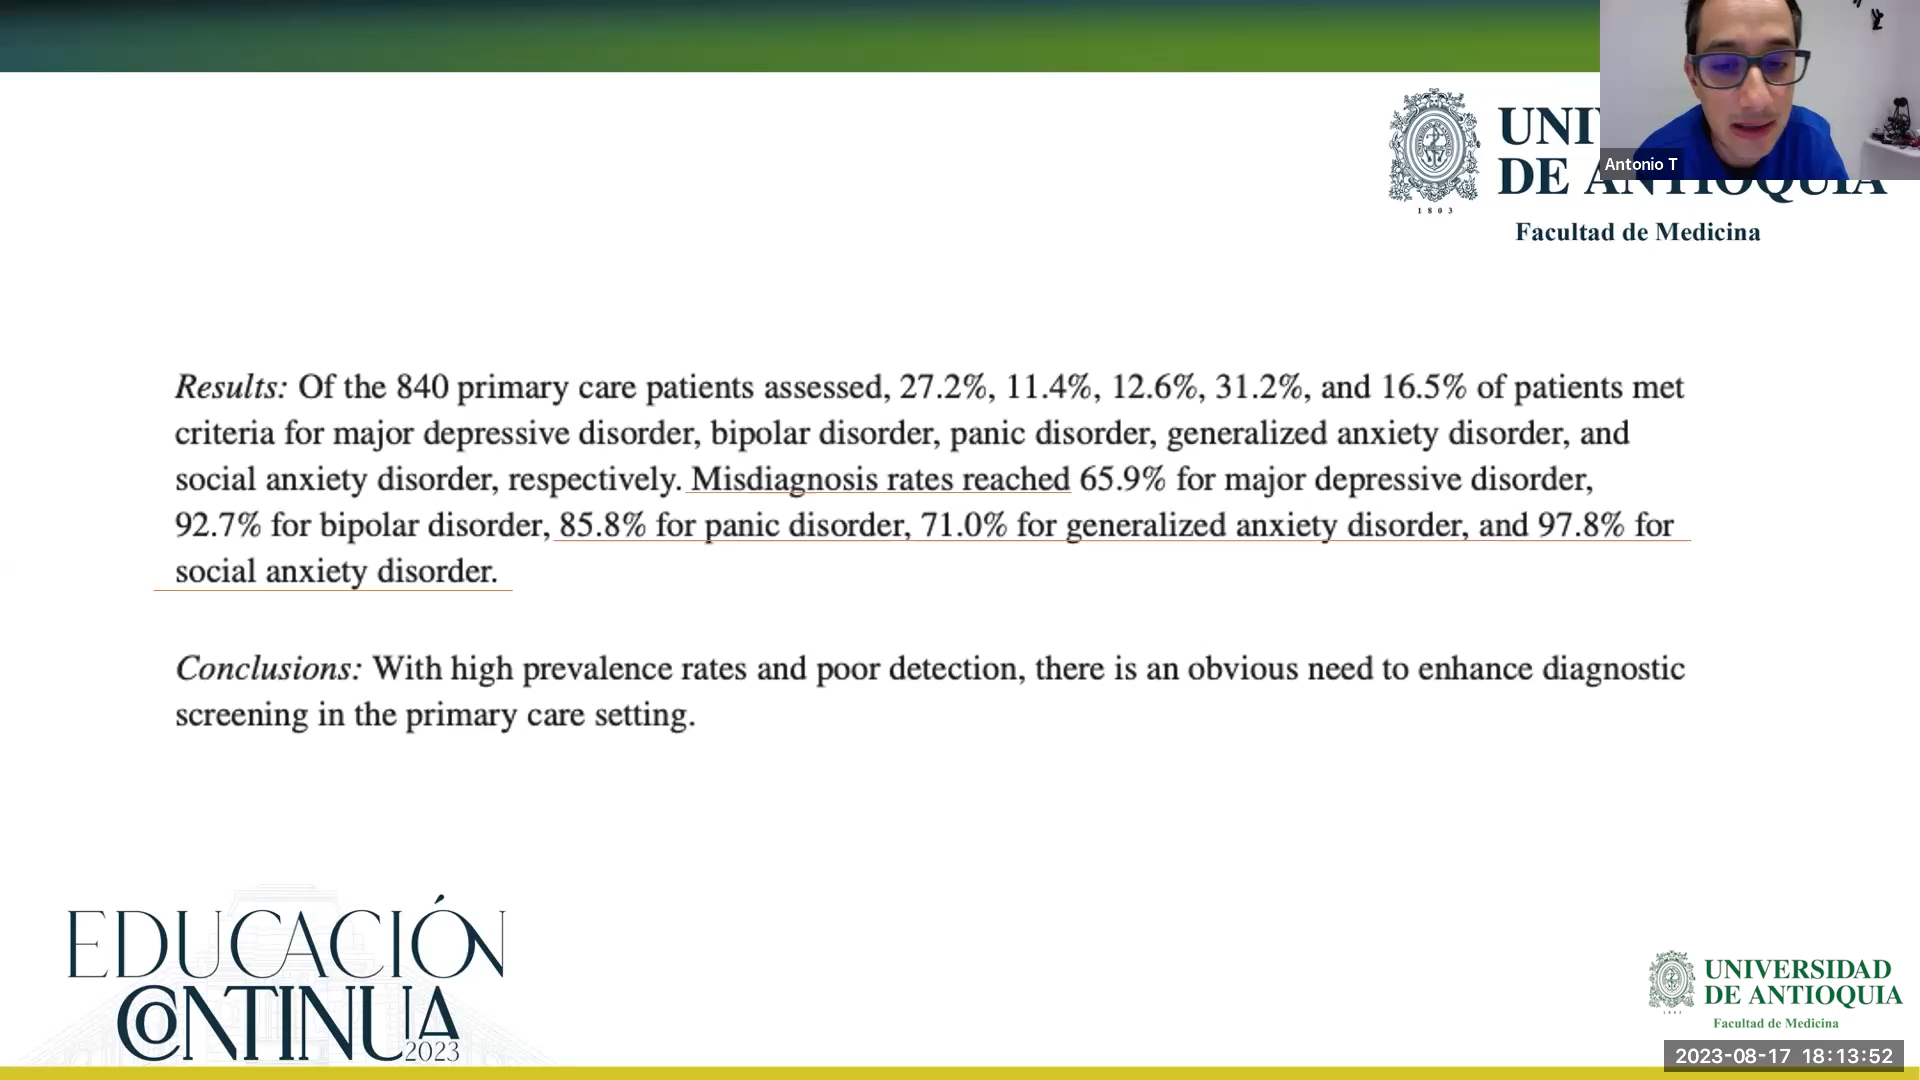 UNI
DE ANTIOQUIA
1803
Facultad de Medicina
Antonio T
Results: Of the 840 primary care patients assessed, 27.2%, 11.4%, 12.6%, 31.2%, and 16.5% of patients met
criteria for major depressive disorder, bipolar disorder, panic disorder, generalized anxiety disorder, and
social anxiety disorder, respectively. Misdiagnosis rates reached 65.9% for major depressive disorder,
92.7% for bipolar disorder, 85.8% for panic disorder, 71.0% for generalized anxiety disorder, and 97.8% for
social anxiety disorder.
Conclusions: With high prevalence rates and poor detection, there is an obvious need to enhance diagnostic
screening in the primary care setting.
EDUCACIÓN
CONTINUA
2023
UNIVERSIDAD
DE ANTIOQUIA
Facultad de Medicina
2023-08-17 18:13:52